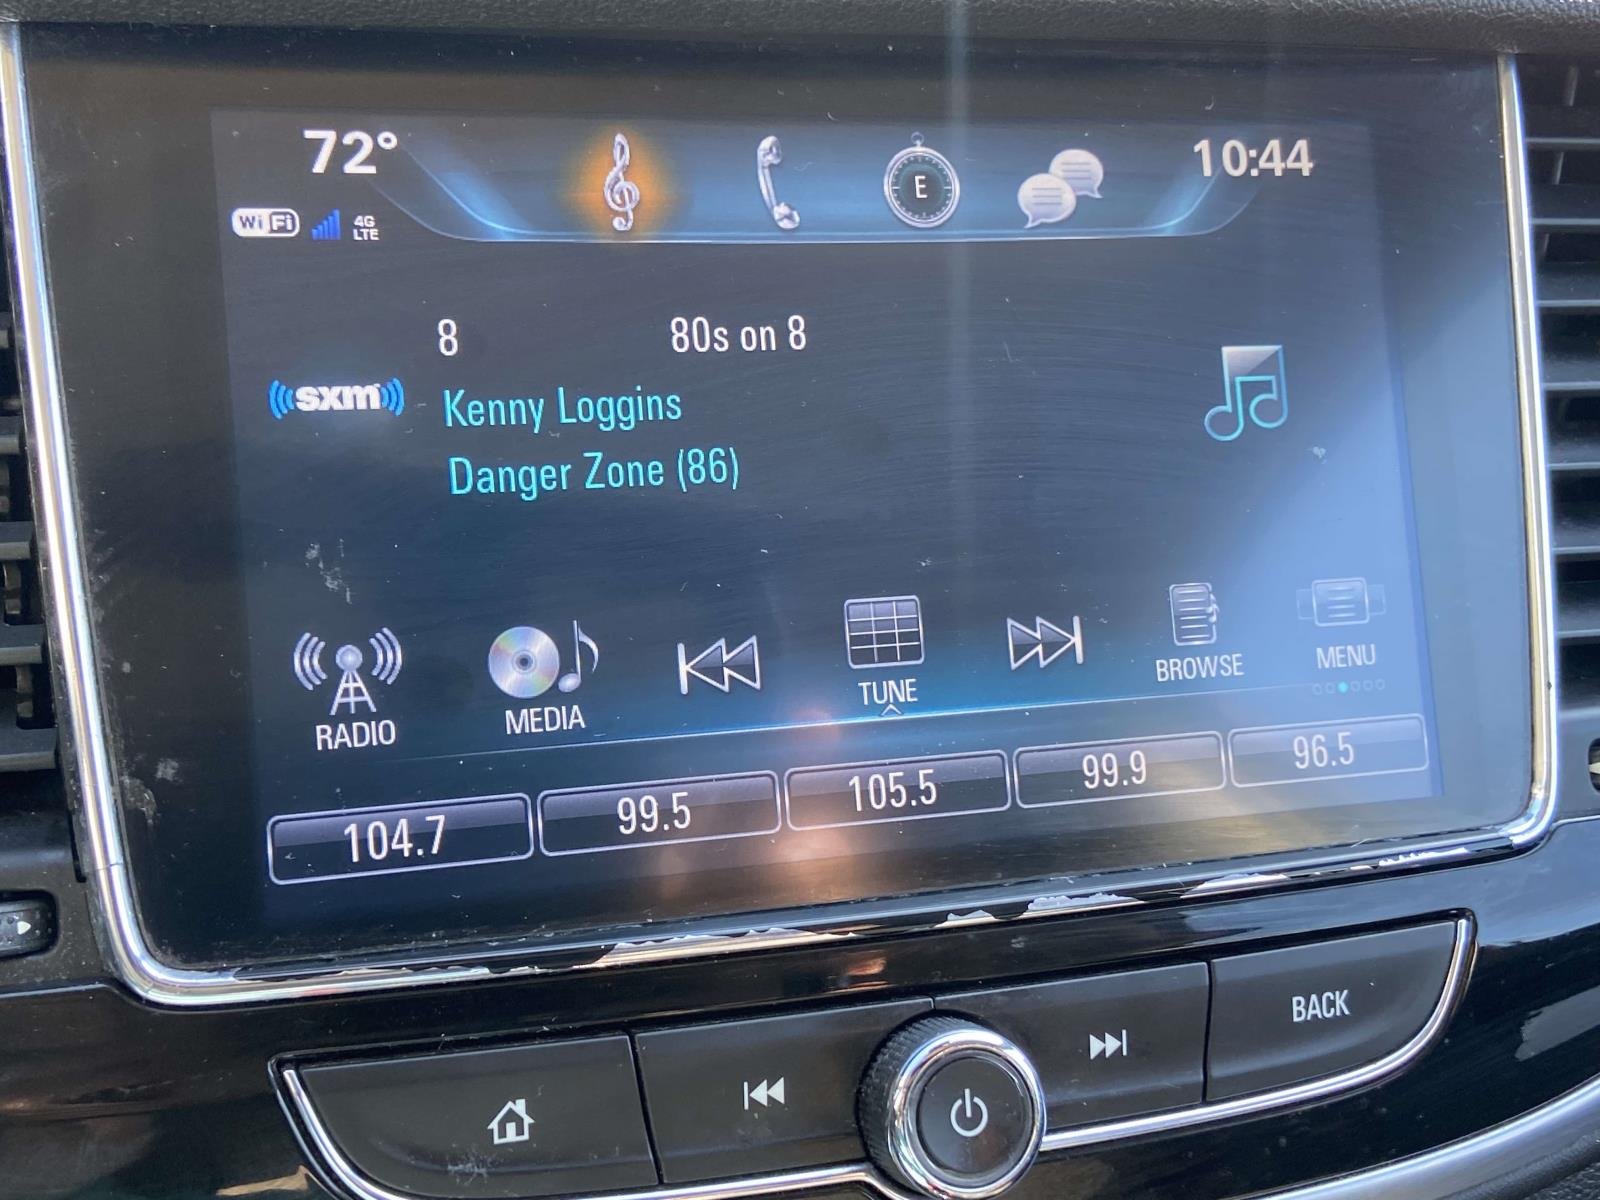 72° 10:44
WiFi 4G LTE
E
8 80s on 8
sxm
Kenny Loggins
Danger Zone (86)
RADIO MEDIA TUNE BROWSE MENU
104.7 99.5 105.5 99.9 96.5
BACK